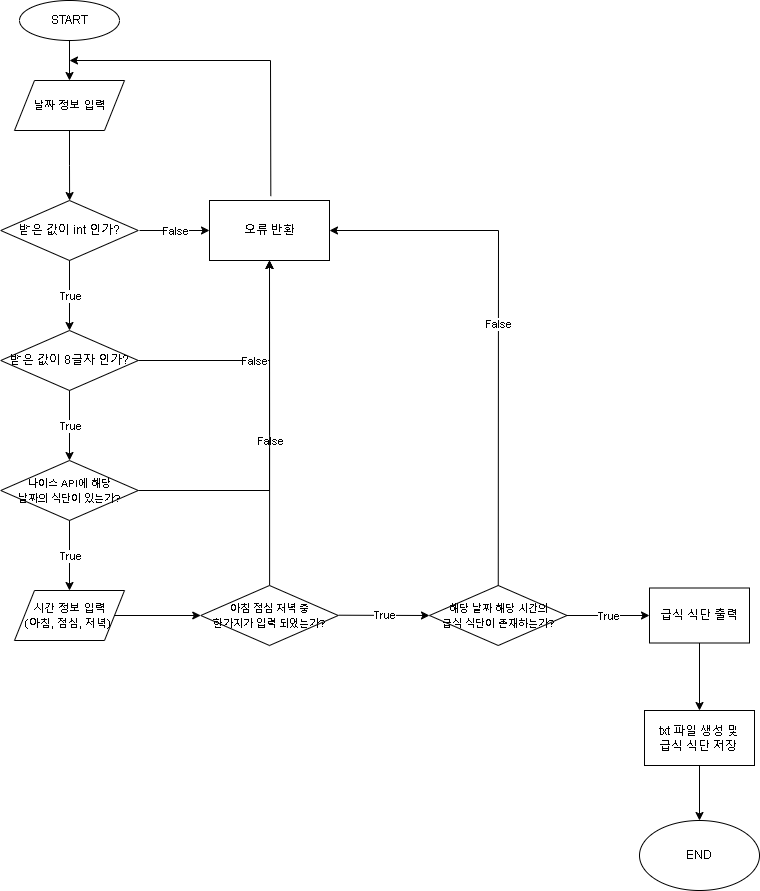 START
날짜 정보 입력
받은 값이 int 인가?
False
오류 반환
True
False
받은 값이 8글자 인가?
False
True
False
나이스 API에 해당
날짜의 식단이 있는가?
True
시간 정보 입력
(아침, 점심, 저녁)
아침 점심 저녁 중
한가지가 입력 되었는가?
True
해당 날짜 해당 시간의
급식 식단이 존재하는가?
True
급식 식단 출력
txt 파일 생성 및
급식 식단 저장
END